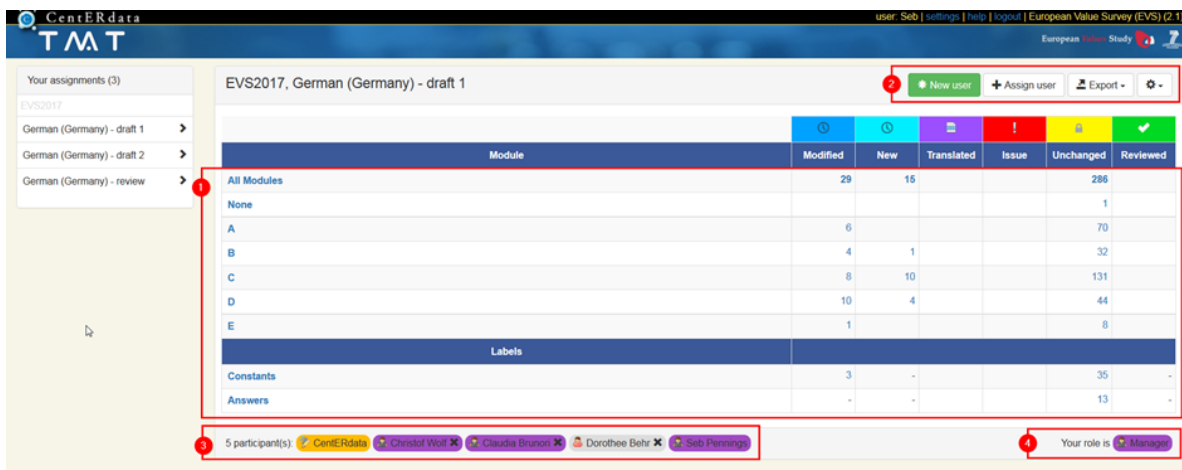 CentERdata
user: Seb | settings | help | logout | European Value Survey (EVS) (2.1
TMT
European Values Study
Your assignments (3)
EVS2017
German (Germany) - draft 1
German (Germany) - draft 2
German (Germany) - review
EVS2017, German (Germany) - draft 1
2 New user Assign user Export
Module Modified New Translated Issue Unchanged Reviewed
1 All Modules 29 15 286
None 1
A 6 70
B 4 1 32
C 8 10 131
D 10 4 44
E 1 8
Labels
Constants 3 - 35 -
Answers - - 13 -
3 5 participant(s): CentERdata Christof Wolf Claudia Brunori Dorothee Behr Seb Pennings
4 Your role is Manager